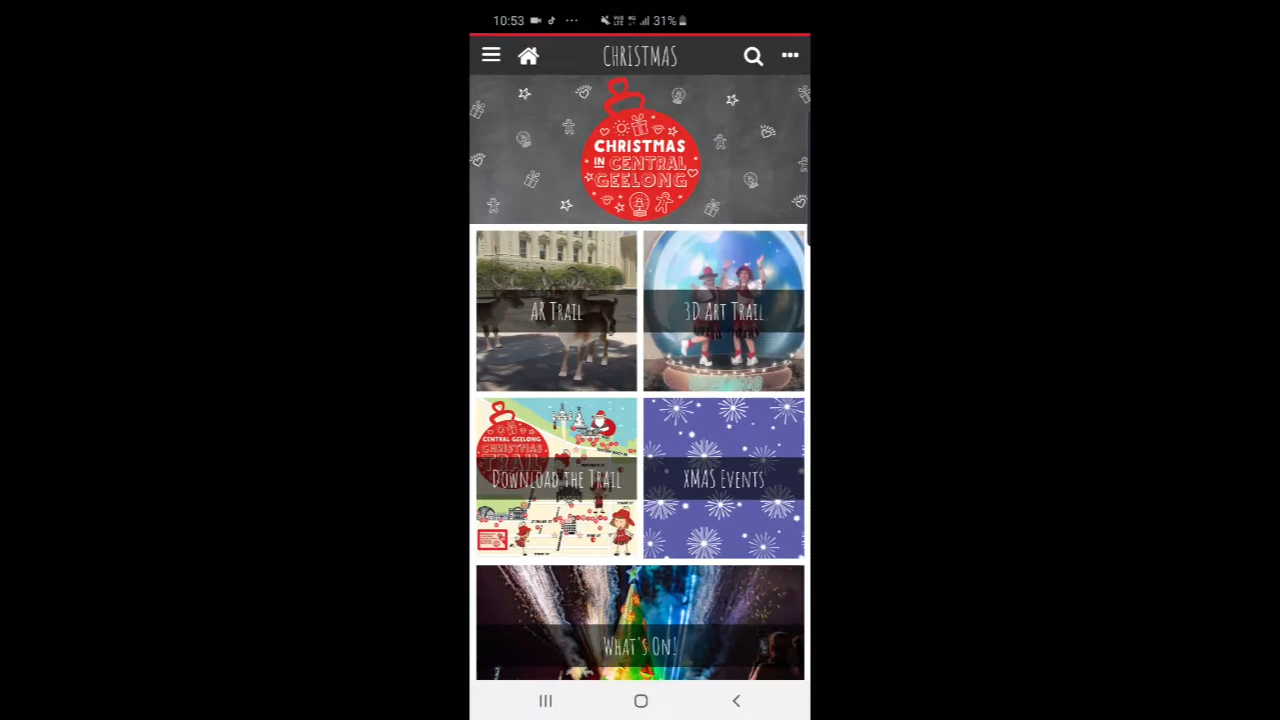 10:53
31%
CHRISTMAS
CHRISTMAS
IN CENTRAL
GEELONG
AR TRAIL
3D ART TRAIL
CENTRAL GEELONG
CHRISTMAS
TRAIL
DOWNLOAD THE TRAIL
XMAS EVENTS
WHAT'S ON!